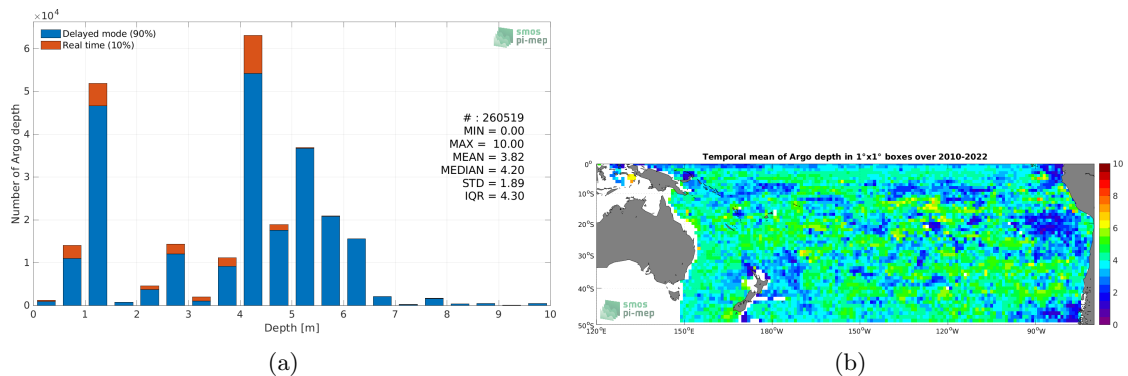 ×10⁴
Delayed mode (90%)
Real time (10%)
smos
pi-mep
6
5
4
3
2
1
0
Number of Argo depth
# : 260519
MIN = 0.00
MAX = 10.00
MEAN = 3.82
MEDIAN = 4.20
STD = 1.89
IQR = 4.30
0 1 2 3 4 5 6 7 8 9 10
Depth [m]
(a)
Temporal mean of Argo depth in 1°x1° boxes over 2010-2022
0°
10°S
20°S
30°S
40°S
50°S
120°E 150°E 180°W 150°W 120°W 90°W
smos
pi-mep
10
8
6
4
2
0
(b)